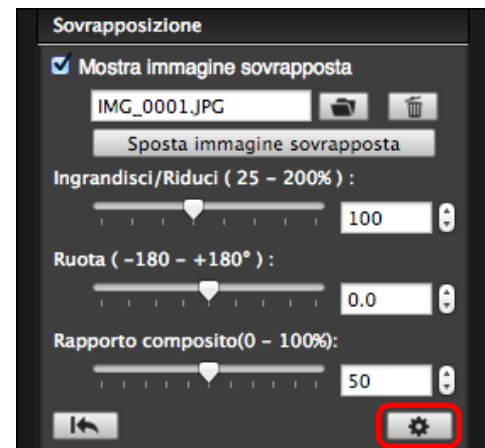 Sovrapposizione
Mostra immagine sovrapposta
IMG_0001.JPG
Sposta immagine sovrapposta
Ingrandisci/Riduci ( 25 - 200% ) :
100
Ruota ( -180 - +180° ) :
0.0
Rapporto composito(0 - 100%):
50